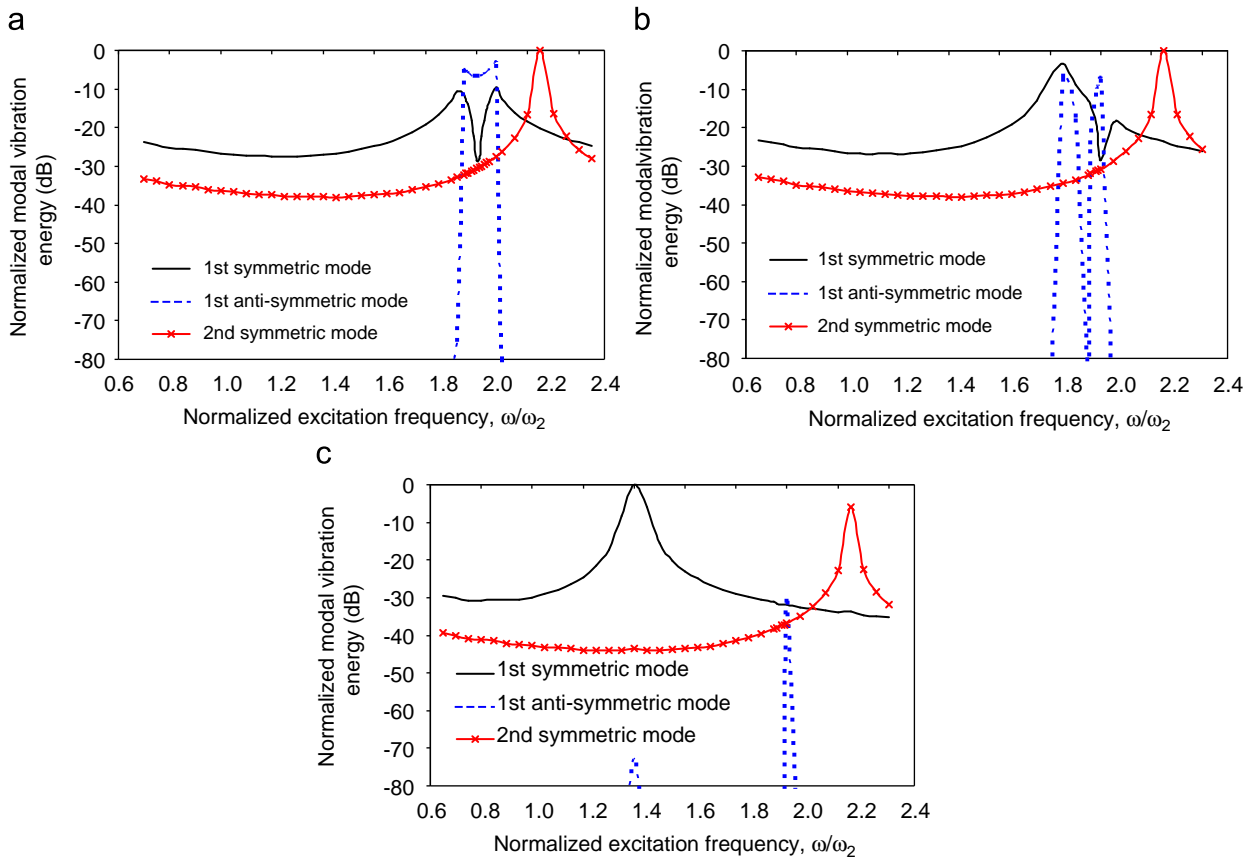 a
0
-10
-20
-30
-40
-50
-60
-70
-80
Normalized modal vibration
energy (dB)
1st symmetric mode
1st anti-symmetric mode
2nd symmetric mode
0.6 0.8 1.0 1.2 1.4 1.6 1.8 2.0 2.2 2.4
Normalized excitation frequency, ω/ω₂
b
0
-10
-20
-30
-40
-50
-60
-70
-80
Normalized modalvibration
energy (dB)
1st symmetric mode
1st anti-symmetric mode
2nd symmetric mode
0.6 0.8 1.0 1.2 1.4 1.6 1.8 2.0 2.2 2.4
Normalized excitation frequency, ω/ω₂
c
0
-10
-20
-30
-40
-50
-60
-70
-80
Normalized modal vibration
energy (dB)
1st symmetric mode
1st anti-symmetric mode
2nd symmetric mode
0.6 0.8 1.0 1.2 1.4 1.6 1.8 2.0 2.2 2.4
Normalized excitation frequency, ω/ω₂